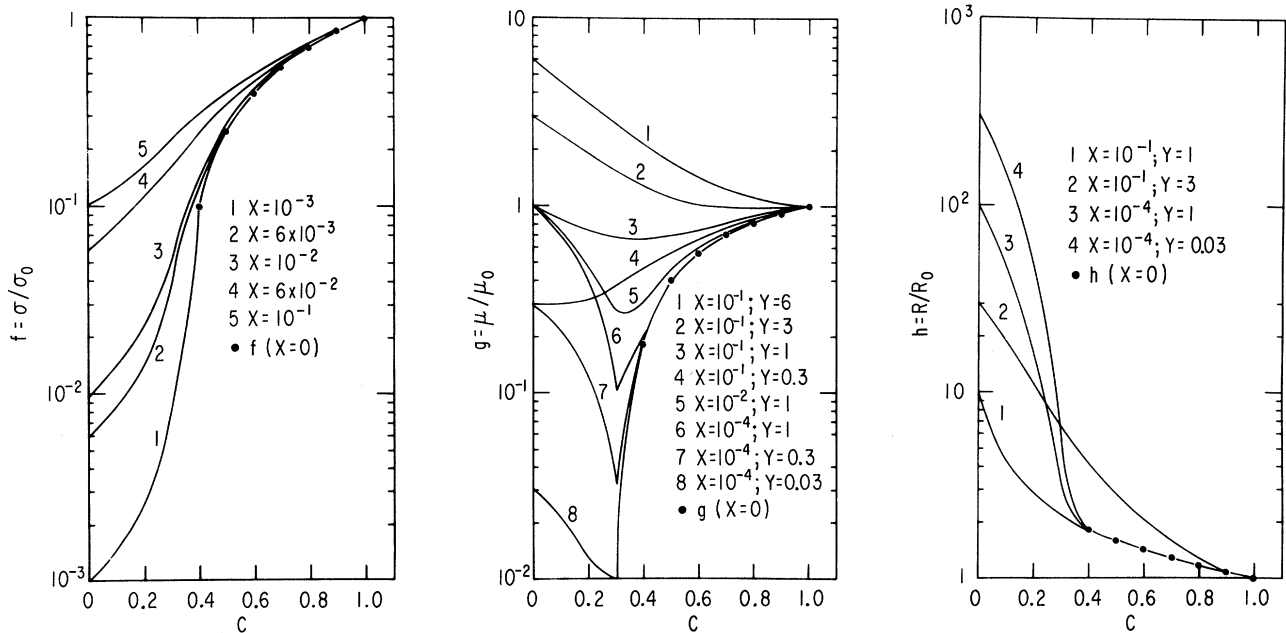 1
10⁻¹
10⁻²
10⁻³
f = σ/σ₀
5
4
3
2
1
1 X=10⁻³
2 X=6x10⁻³
3 X=10⁻²
4 X=6x10⁻²
5 X=10⁻¹
• f (X=0)
0 0.2 0.4 0.6 0.8 1.0
C
10
1
10⁻¹
10⁻²
g = μ/μ₀
1
2
3
4
5
6
7
8
1 X=10⁻¹; Y=6
2 X=10⁻¹; Y=3
3 X=10⁻¹; Y=1
4 X=10⁻¹; Y=0.3
5 X=10⁻²; Y=1
6 X=10⁻⁴; Y=1
7 X=10⁻⁴; Y=0.3
8 X=10⁻⁴; Y=0.03
• g (X=0)
0 0.2 0.4 0.6 0.8 1.0
C
10³
10²
10
1
h = R/R₀
4
3
2
1
1 X=10⁻¹; Y=1
2 X=10⁻¹; Y=3
3 X=10⁻⁴; Y=1
4 X=10⁻⁴; Y=0.03
• h (X=0)
0 0.2 0.4 0.6 0.8 1.0
C